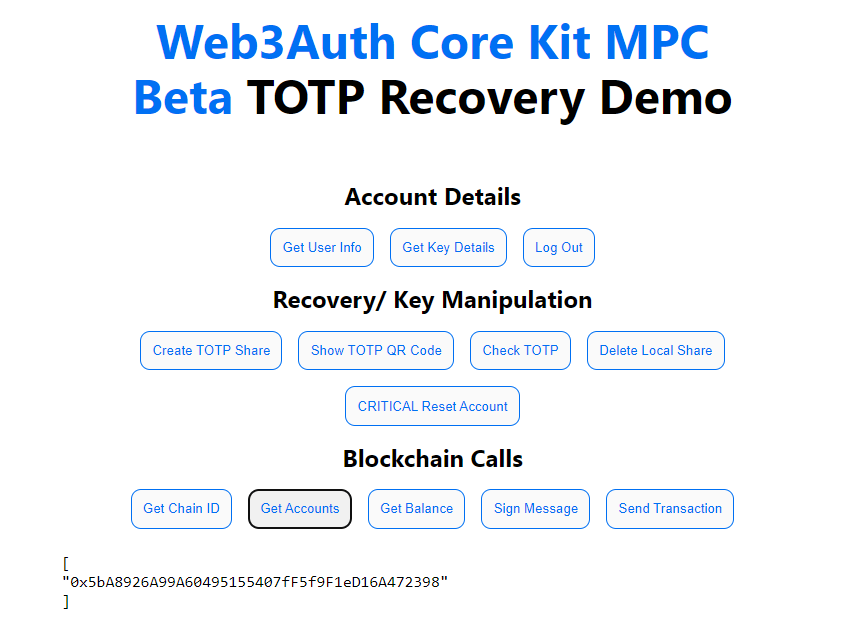 Web3Auth Core Kit MPC
Beta TOTP Recovery Demo
Account Details
Get User Info Get Key Details Log Out
Recovery/ Key Manipulation
Create TOTP Share Show TOTP QR Code Check TOTP Delete Local Share
CRITICAL Reset Account
Blockchain Calls
Get Chain ID Get Accounts Get Balance Sign Message Send Transaction
[
"0x5bA8926A99A60495155407fF5f9F1eD16A472398"
]